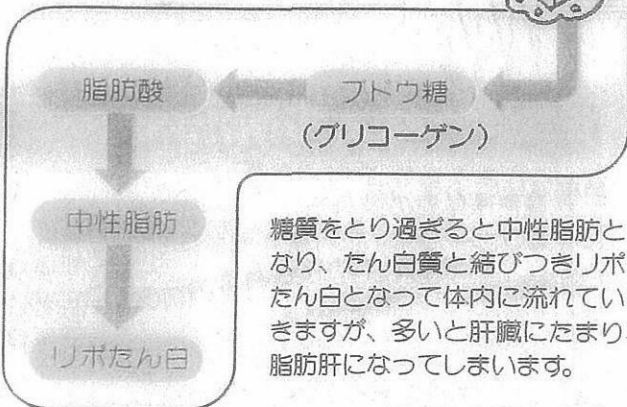 脂肪酸 ブドウ糖
(グリコーゲン)
中性脂肪
リポたん白
糖質をとり過ぎると中性脂肪と
なり、たん白質と結びつきリポ
たん白となって体内に流れてい
きますが、多いと肝臓にたまり、
脂肪肝になってしまいます。